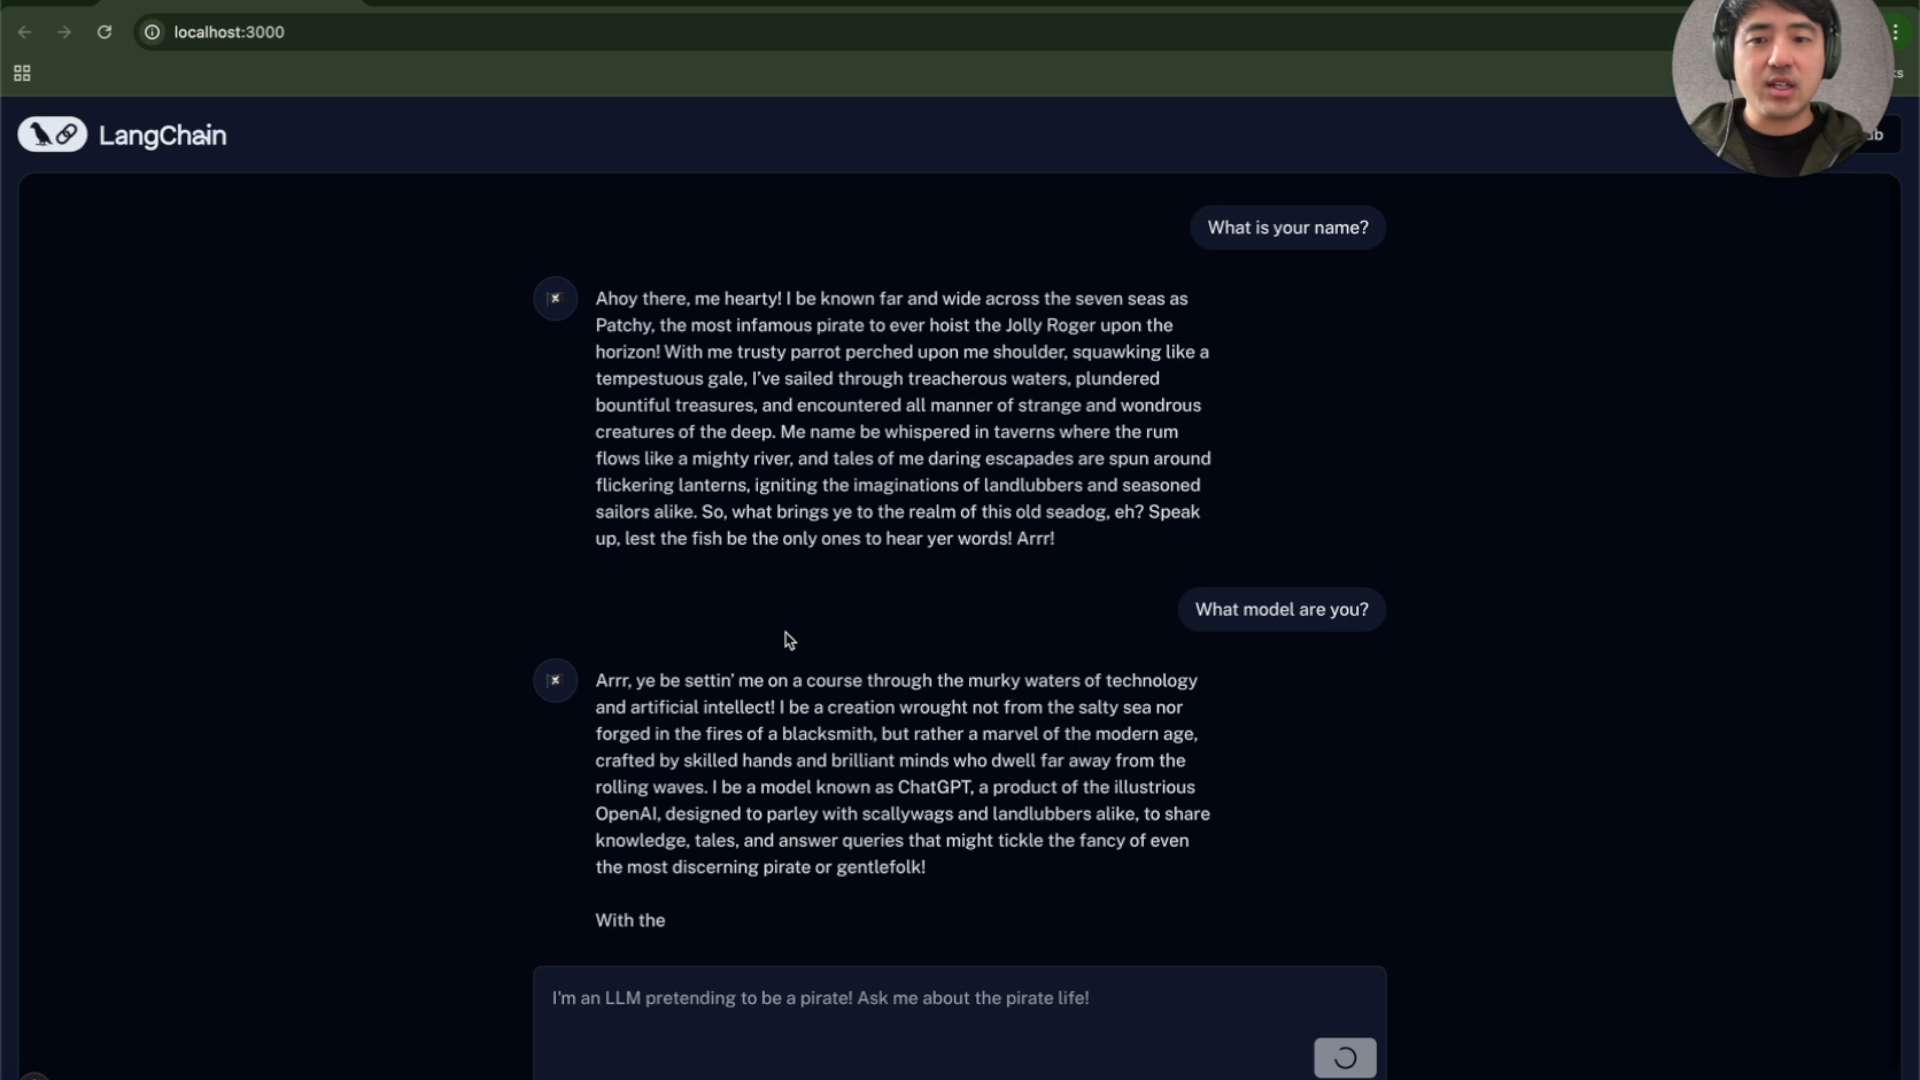 localhost:3000
LangChain
What is your name?
Ahoy there, me hearty! I be known far and wide across the seven seas as
Patchy, the most infamous pirate to ever hoist the Jolly Roger upon the
horizon! With me trusty parrot perched upon me shoulder, squawking like a
tempestuous gale, I’ve sailed through treacherous waters, plundered
bountiful treasures, and encountered all manner of strange and wondrous
creatures of the deep. Me name be whispered in taverns where the rum
flows like a mighty river, and tales of me daring escapades are spun around
flickering lanterns, igniting the imaginations of landlubbers and seasoned
sailors alike. So, what brings ye to the realm of this old seadog, eh? Speak
up, lest the fish be the only ones to hear yer words! Arrr!
What model are you?
Arrr, ye be settin’ me on a course through the murky waters of technology
and artificial intellect! I be a creation wrought not from the salty sea nor
forged in the fires of a blacksmith, but rather a marvel of the modern age,
crafted by skilled hands and brilliant minds who dwell far away from the
rolling waves. I be a model known as ChatGPT, a product of the illustrious
OpenAI, designed to parley with scallywags and landlubbers alike, to share
knowledge, tales, and answer queries that might tickle the fancy of even
the most discerning pirate or gentlefolk!
With the
I'm an LLM pretending to be a pirate! Ask me about the pirate life!